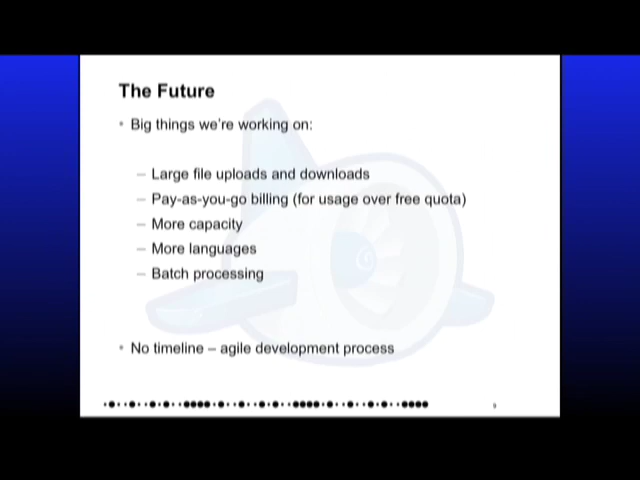 The Future
• Big things we're working on:
– Large file uploads and downloads
– Pay-as-you-go billing (for usage over free quota)
– More capacity
– More languages
– Batch processing
• No timeline – agile development process